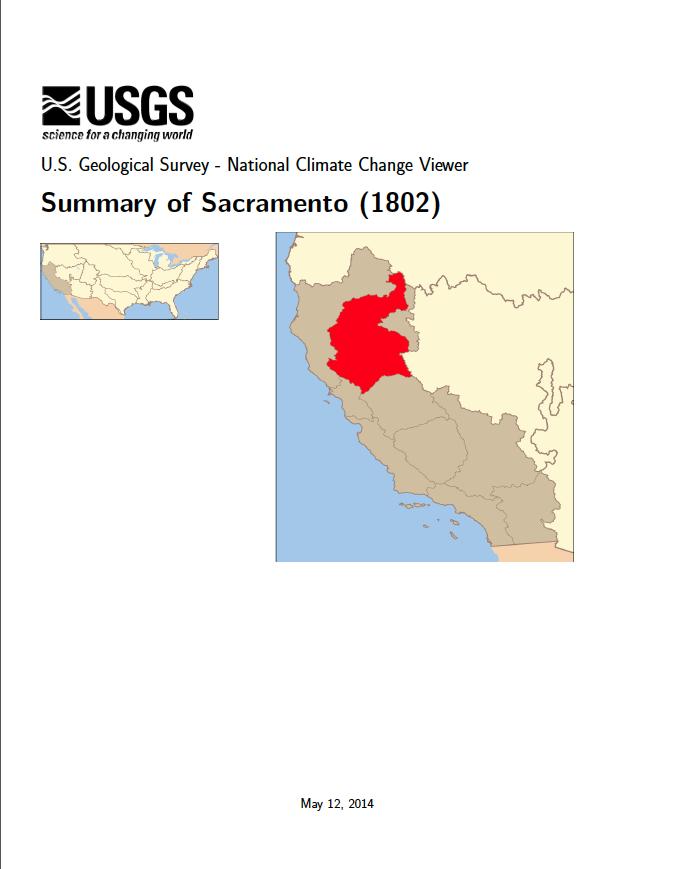 USGS
science for a changing world
U.S. Geological Survey - National Climate Change Viewer
Summary of Sacramento (1802)
May 12, 2014